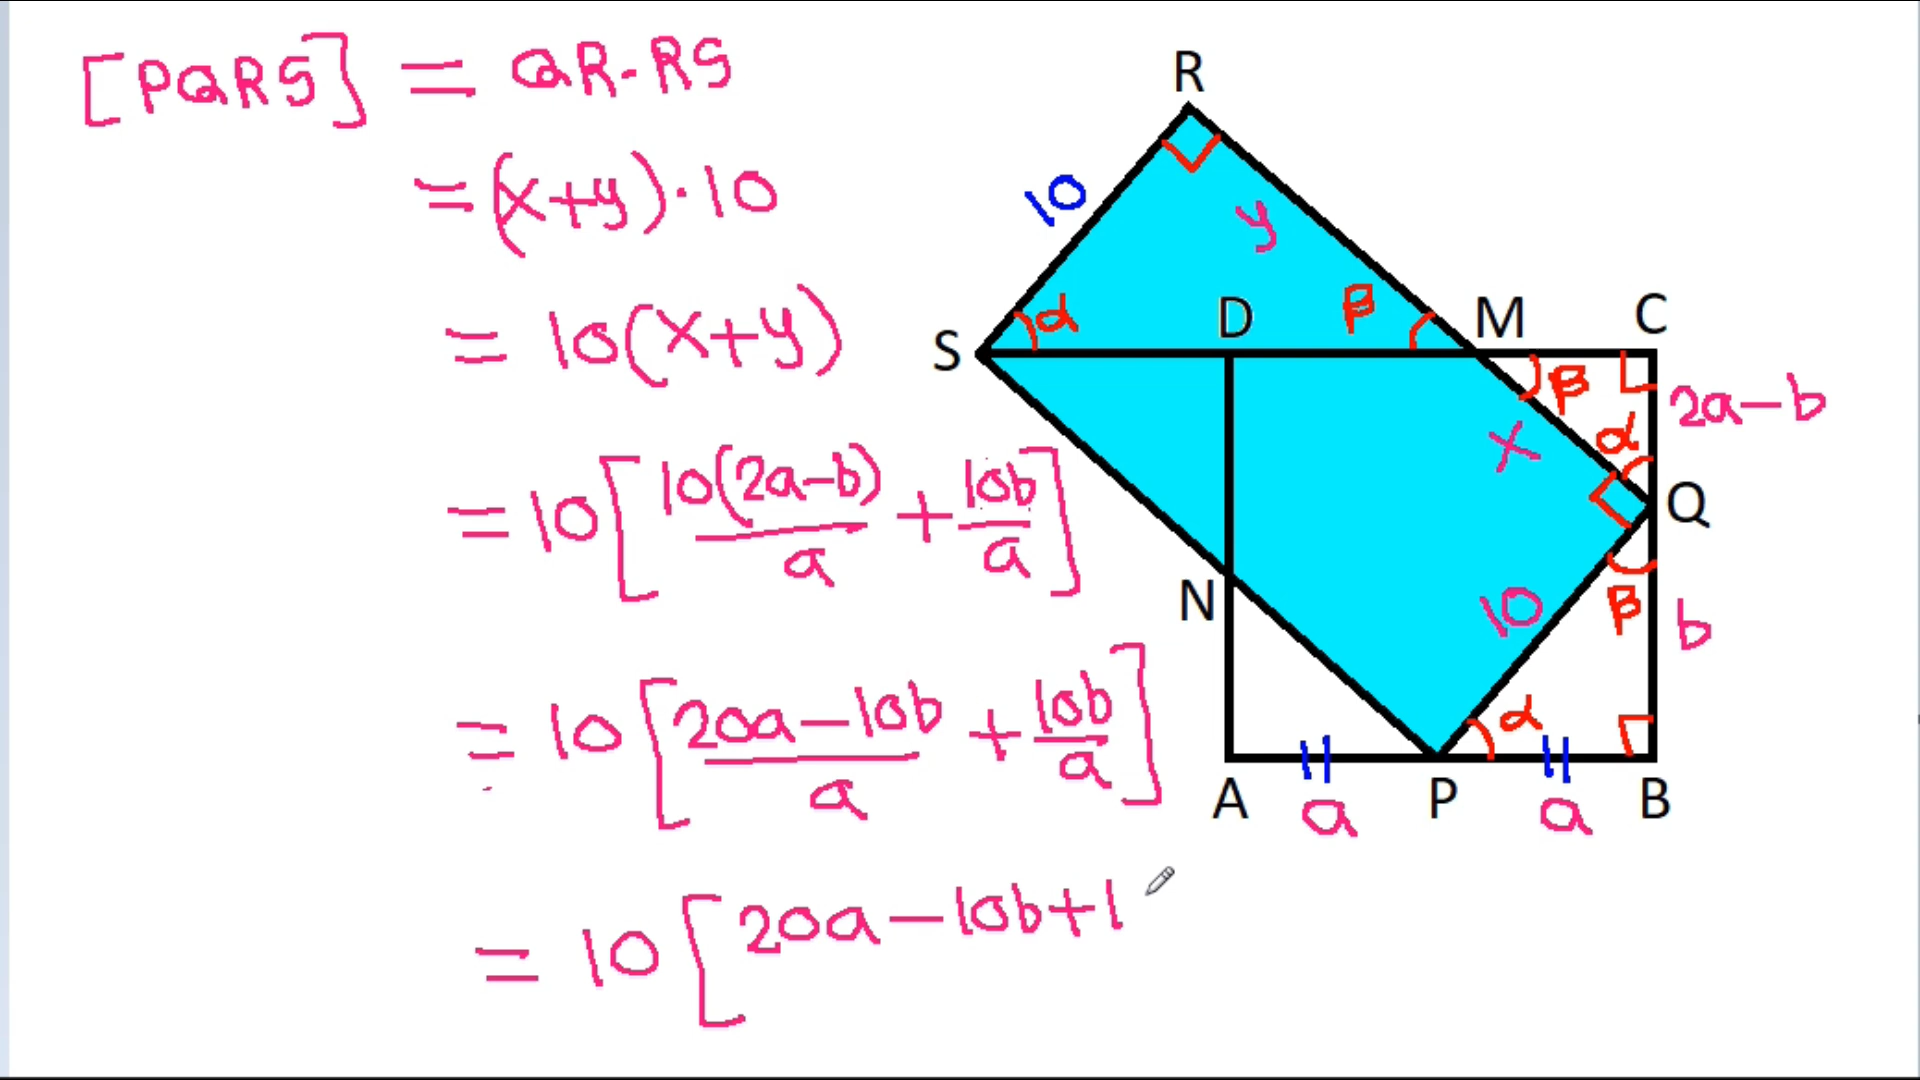 [PQRS] = QR·RS
= (x+y)·10
= 10(x+y)
= 10[10(2a-b)/a + 10b/a]
= 10[20a-10b/a + 10b/a]
= 10[20a-10b+1
R
10
y
S
α
D
β
M
C
β
2a-b
α
x
Q
N
10
β
b
α
A
P
B
a
a